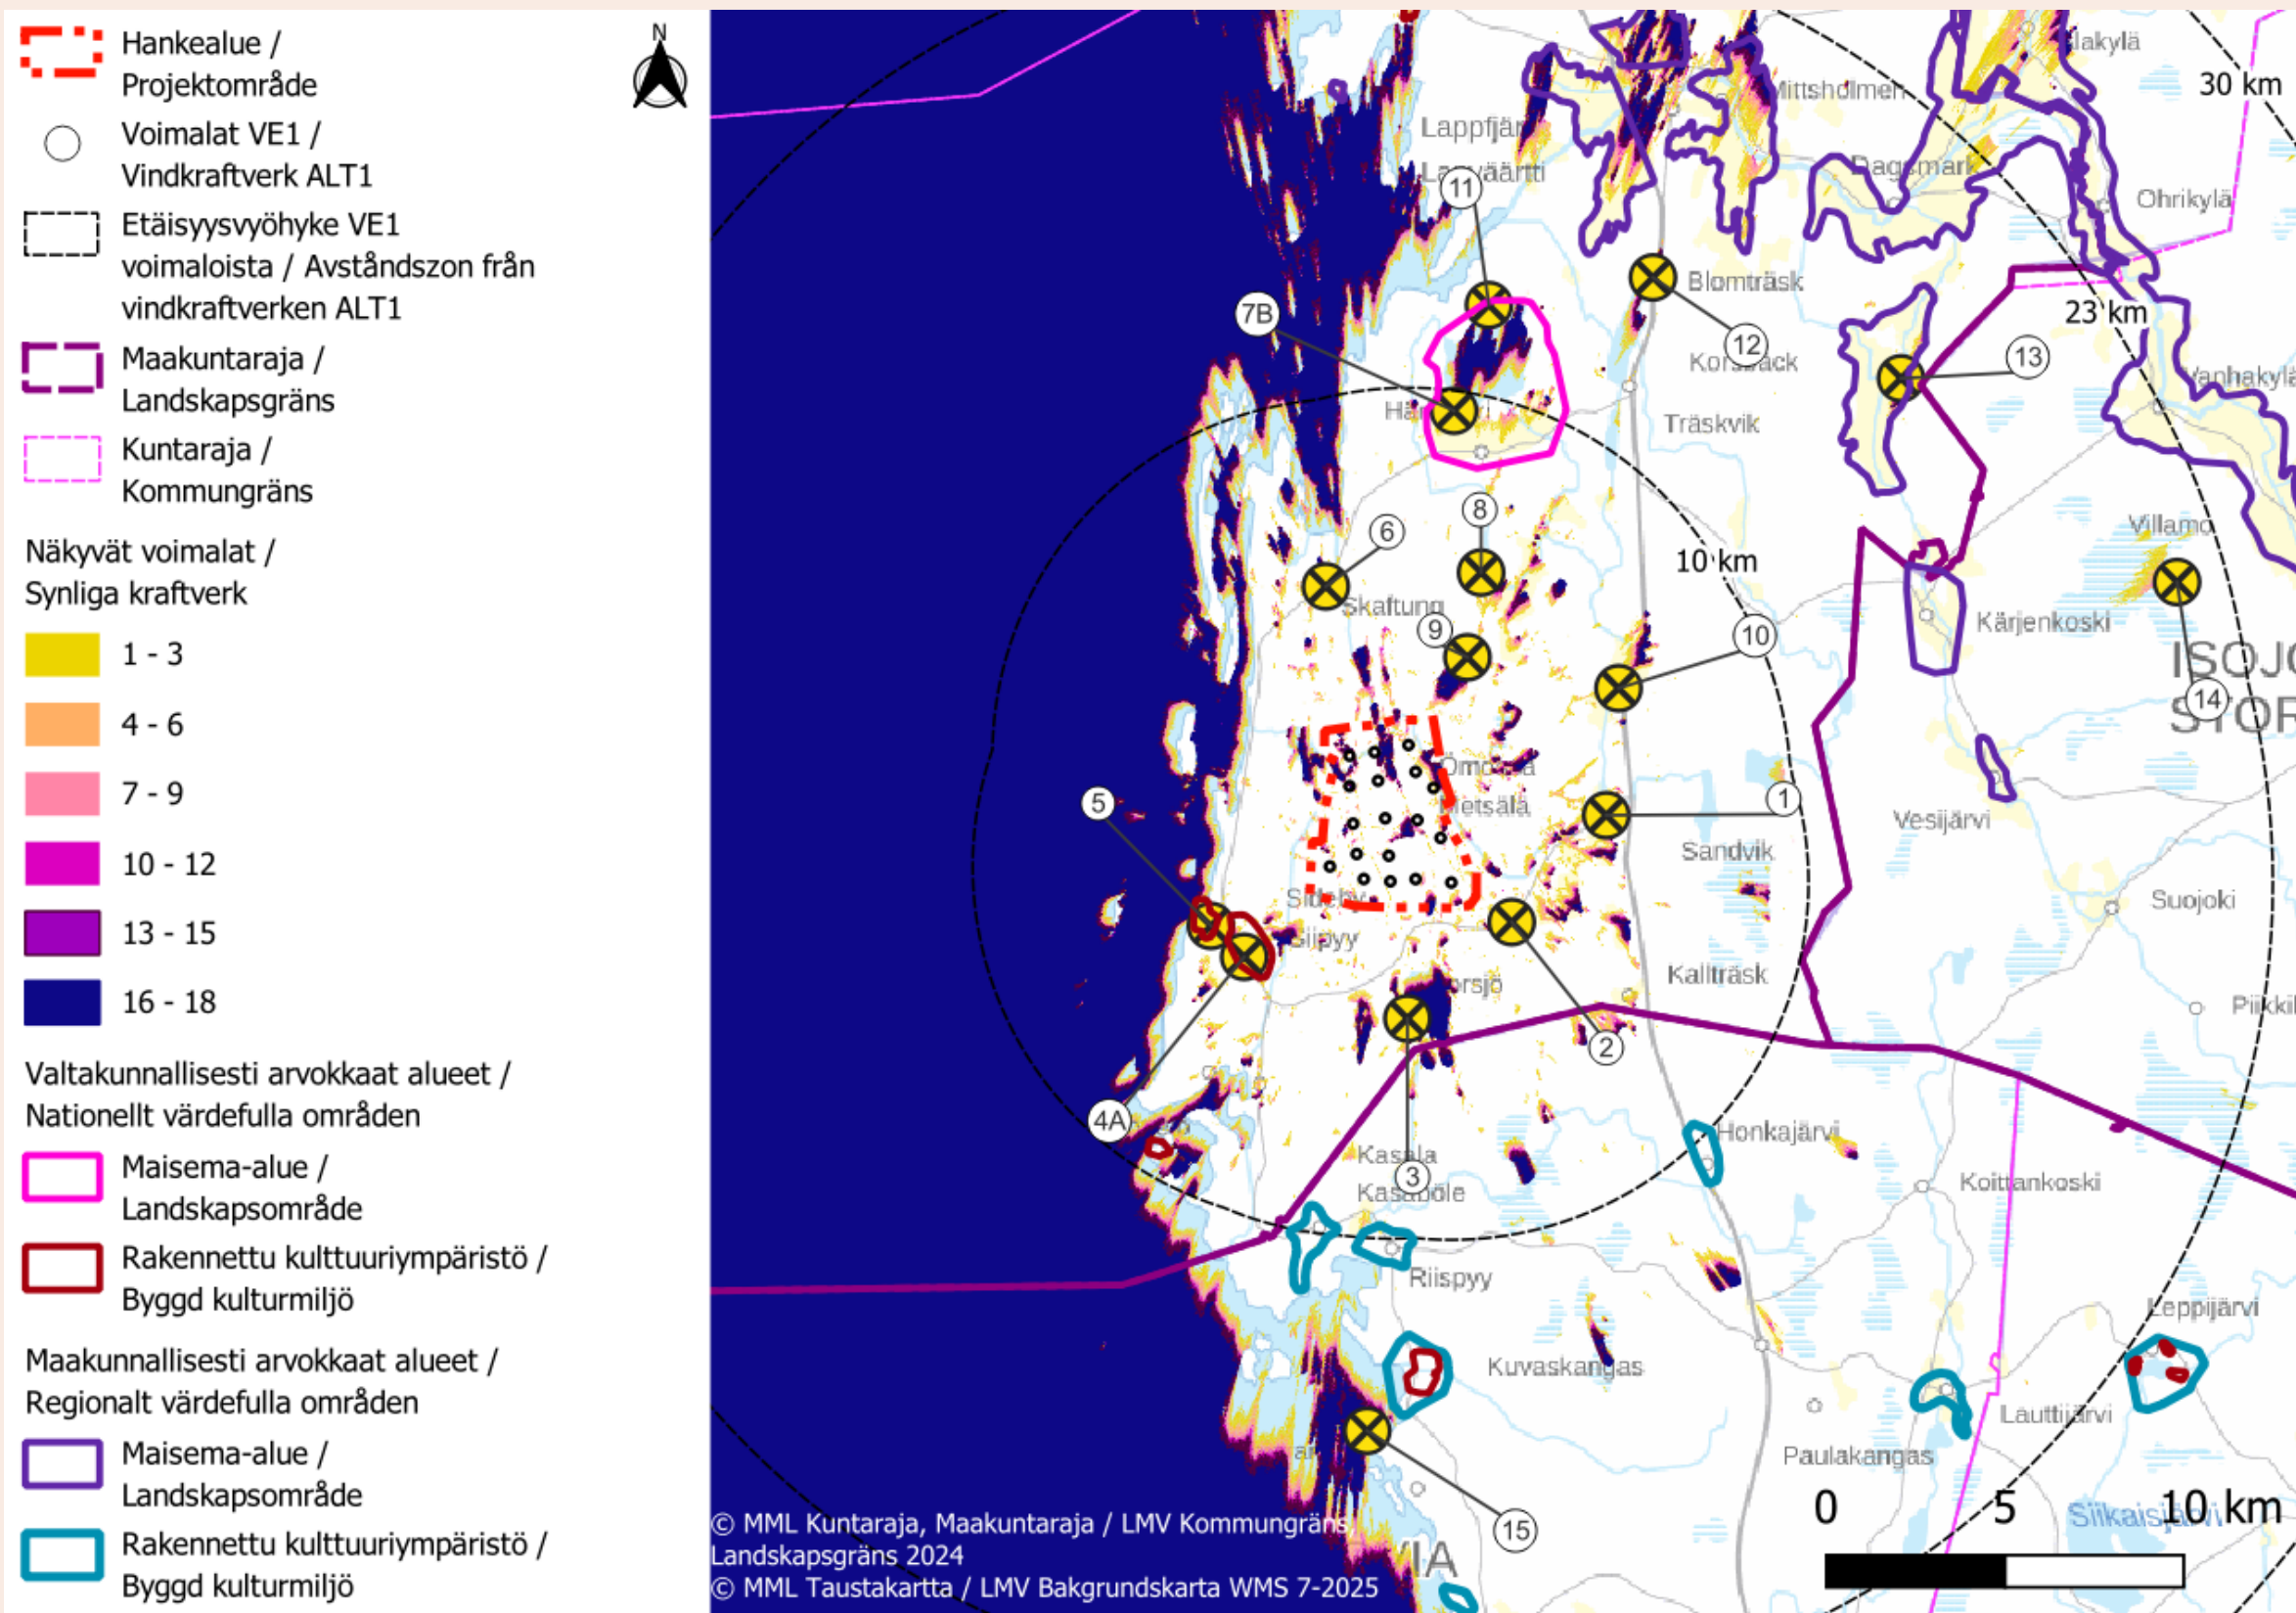 Hankealue /
Projektområde
Voimalat VE1 /
Vindkraftverk ALT1
Etäisyysvyöhyke VE1
voimaloista / Avståndszon från
vindkraftverken ALT1
Maakuntaraja /
Landskapsgräns
Kuntaraja /
Kommungräns
Näkyvät voimalat /
Synliga kraftverk
1 - 3
4 - 6
7 - 9
10 - 12
13 - 15
16 - 18
Valtakunnallisesti arvokkaat alueet /
Nationellt värdefulla områden
Maisema-alue /
Landskapsområde
Rakennettu kulttuuriympäristö /
Byggd kulturmiljö
Maakunnallisesti arvokkaat alueet /
Regionalt värdefulla områden
Maisema-alue /
Landskapsområde
Rakennettu kulttuuriympäristö /
Byggd kulturmiljö
N
30 km
Mittsholmen
Dagsmark
Ohrikylä
11
12
13
7B
Blomträsk
23 km
Träskvik
8
6
10 km
Villamo
Skaftung
9
10
Kärjenkoski
14
5
1
Vesijärvi
Sandvik
Suojoki
Sideby
Kallträsk
2
4A
Honkajärvi
Kasala
3
Koittankoski
Riispyy
Leppijärvi
Kuvaskangas
Lauttijärvi
Paulakangas
15
0
5
10 km
Siikaisjärvi
© MML Kuntaraja, Maakuntaraja / LMV Kommungräns,
Landskapsgräns 2024
© MML Taustakartta / LMV Bakgrundskarta WMS 7-2025